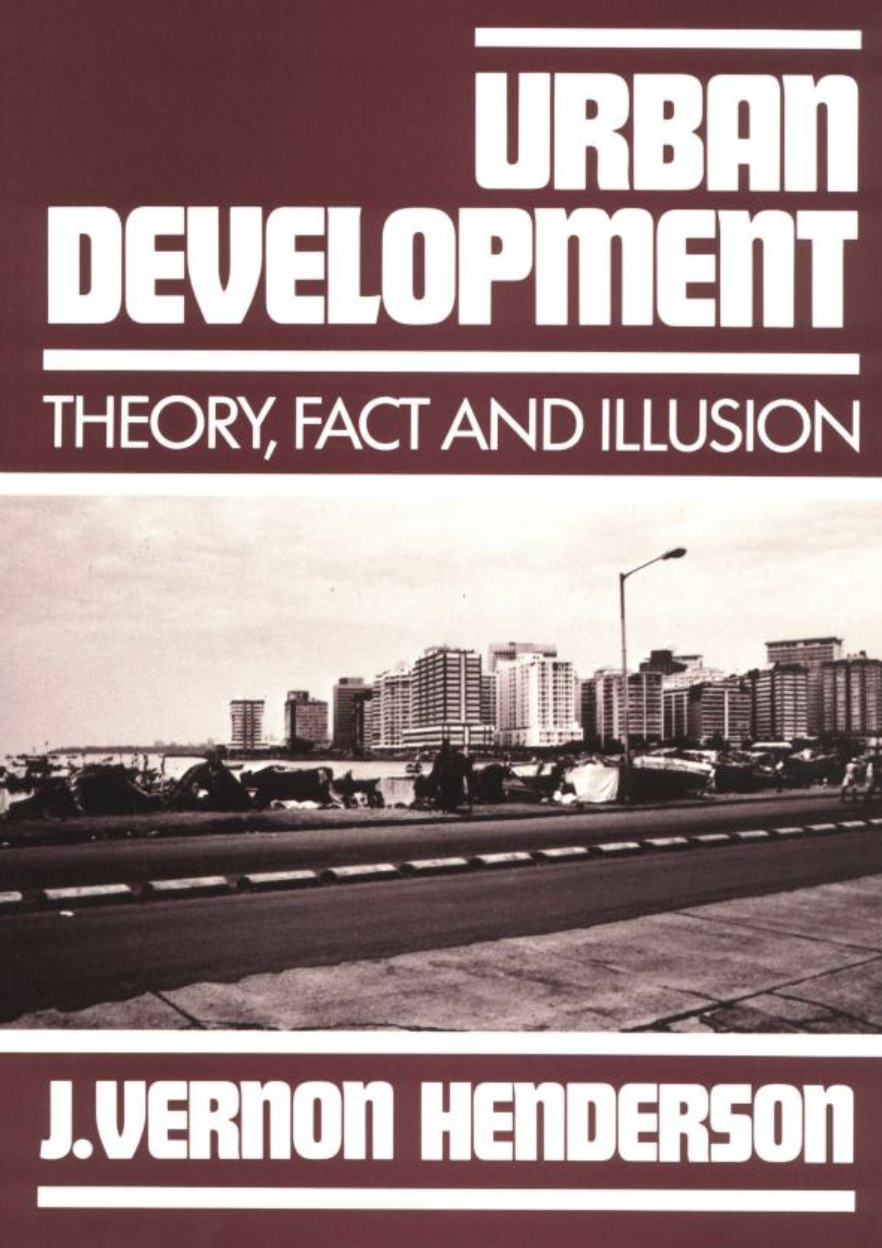 URBAN
DEVELOPMENT
THEORY, FACT AND ILLUSION
J. VERNON HENDERSON